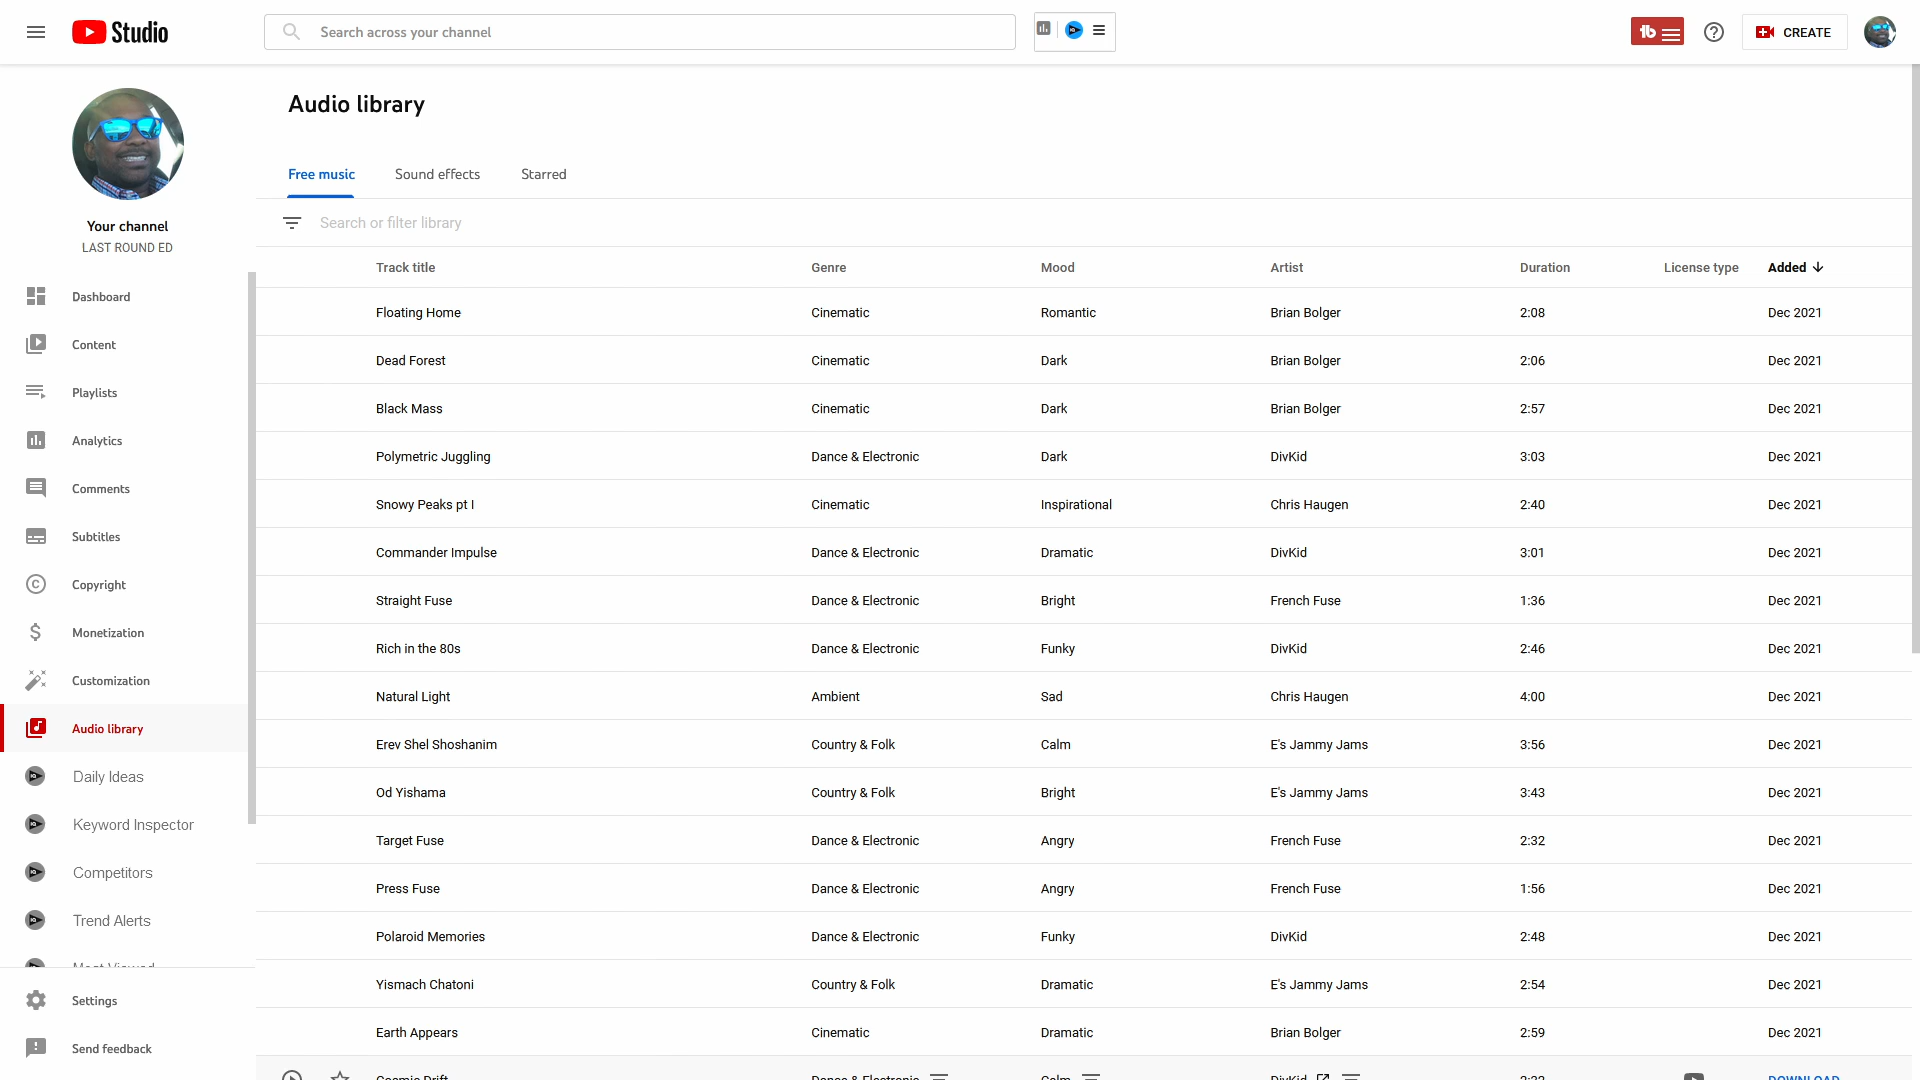 Studio
Search across your channel
CREATE
Your channel
LAST ROUND ED
Dashboard
Content
Playlists
Analytics
Comments
Subtitles
Copyright
Monetization
Customization
Audio library
Daily Ideas
Keyword Inspector
Competitors
Trend Alerts
Most Viewed
Settings
Send feedback
Audio library
Free music Sound effects Starred
Search or filter library
Track title Genre Mood Artist Duration License type Added
Floating Home Cinematic Romantic Brian Bolger 2:08 Dec 2021
Dead Forest Cinematic Dark Brian Bolger 2:06 Dec 2021
Black Mass Cinematic Dark Brian Bolger 2:57 Dec 2021
Polymetric Juggling Dance & Electronic Dark DivKid 3:03 Dec 2021
Snowy Peaks pt I Cinematic Inspirational Chris Haugen 2:40 Dec 2021
Commander Impulse Dance & Electronic Dramatic DivKid 3:01 Dec 2021
Straight Fuse Dance & Electronic Bright French Fuse 1:36 Dec 2021
Rich in the 80s Dance & Electronic Funky DivKid 2:46 Dec 2021
Natural Light Ambient Sad Chris Haugen 4:00 Dec 2021
Erev Shel Shoshanim Country & Folk Calm E's Jammy Jams 3:56 Dec 2021
Od Yishama Country & Folk Bright E's Jammy Jams 3:43 Dec 2021
Target Fuse Dance & Electronic Angry French Fuse 2:32 Dec 2021
Press Fuse Dance & Electronic Angry French Fuse 1:56 Dec 2021
Polaroid Memories Dance & Electronic Funky DivKid 2:48 Dec 2021
Yismach Chatoni Country & Folk Dramatic E's Jammy Jams 2:54 Dec 2021
Earth Appears Cinematic Dramatic Brian Bolger 2:59 Dec 2021
Cosmic Drift Dance & Electronic Calm DivKid DOWNLOAD